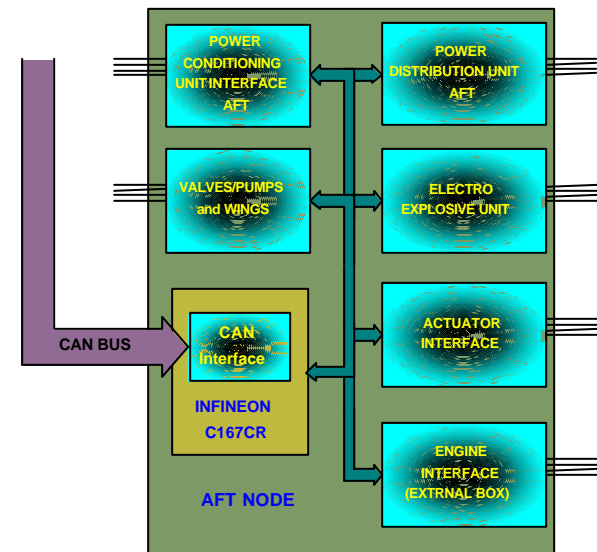 POWER
CONDITIONING
UNIT INTERFACE
AFT
POWER
DISTRIBUTION UNIT
AFT
VALVES/PUMPS
and WINGS
ELECTRO
EXPLOSIVE UNIT
CAN BUS
CAN
Interface
INFINEON
C167CR
ACTUATOR
INTERFACE
ENGINE
INTERFACE
(EXTRNAL BOX)
AFT NODE